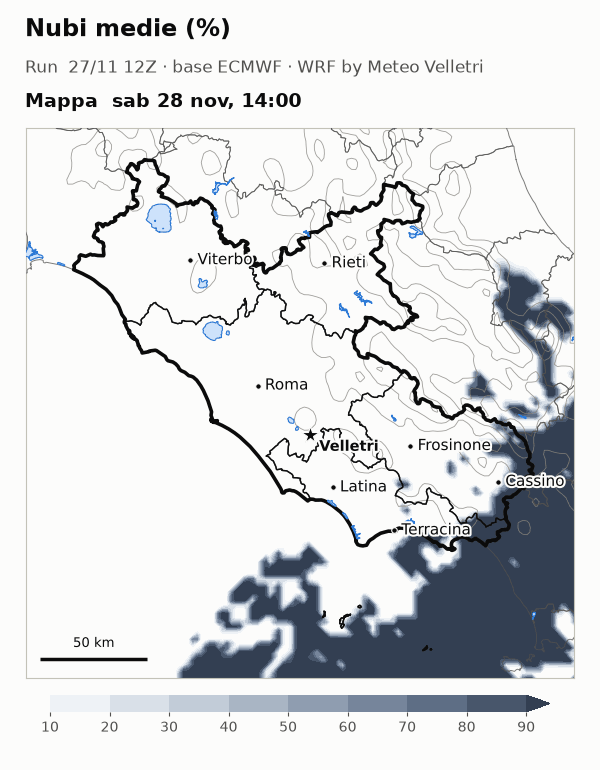 Nubi medie (%)
Run 27/11 12Z · base ECMWF · WRF by Meteo Velletri
Mappa sab 28 nov, 14:00
Viterbo
Rieti
Roma
Velletri
Frosinone
Cassino
Latina
Terracina
50 km
10 20 30 40 50 60 70 80 90